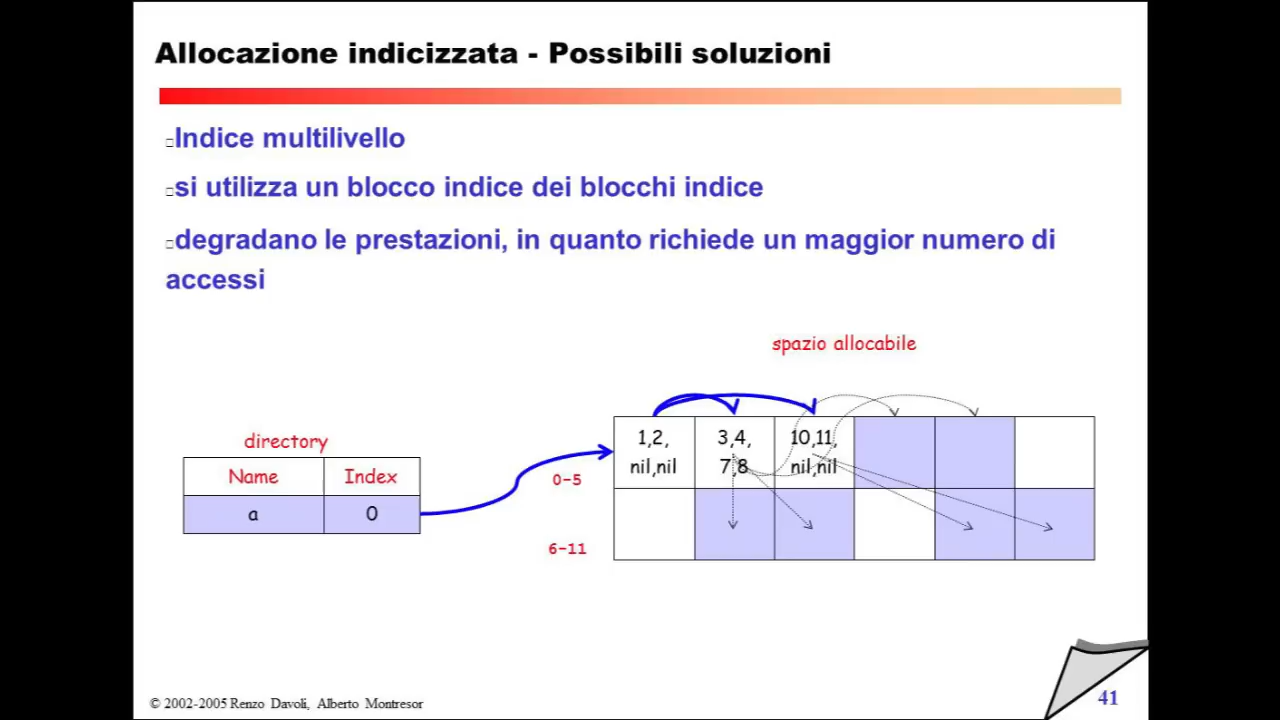 Allocazione indicizzata - Possibili soluzioni
Indice multilivello
si utilizza un blocco indice dei blocchi indice
degradano le prestazioni, in quanto richiede un maggior numero di
accessi
spazio allocabile
directory
Name Index
a 0
0-5
1,2,
nil,nil
3,4,
7,8
10,11,
nil,nil
6-11
© 2002-2005 Renzo Davoli, Alberto Montresor
41